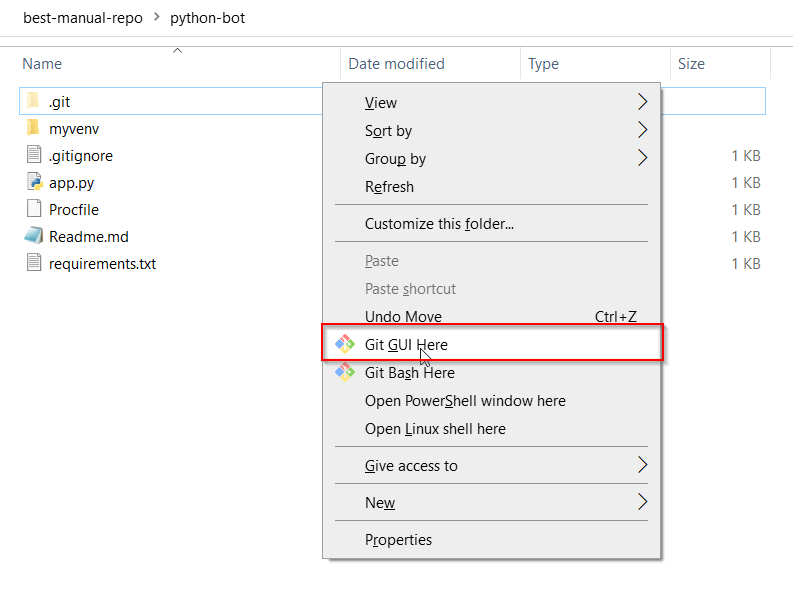 best-manual-repo > python-bot
Name Date modified Type Size
.git
myvenv
.gitignore 1 KB
app.py 1 KB
Procfile 1 KB
Readme.md 1 KB
requirements.txt 1 KB
View
Sort by
Group by
Refresh
Customize this folder...
Paste
Paste shortcut
Undo Move Ctrl+Z
Git GUI Here
Git Bash Here
Open PowerShell window here
Open Linux shell here
Give access to
New
Properties